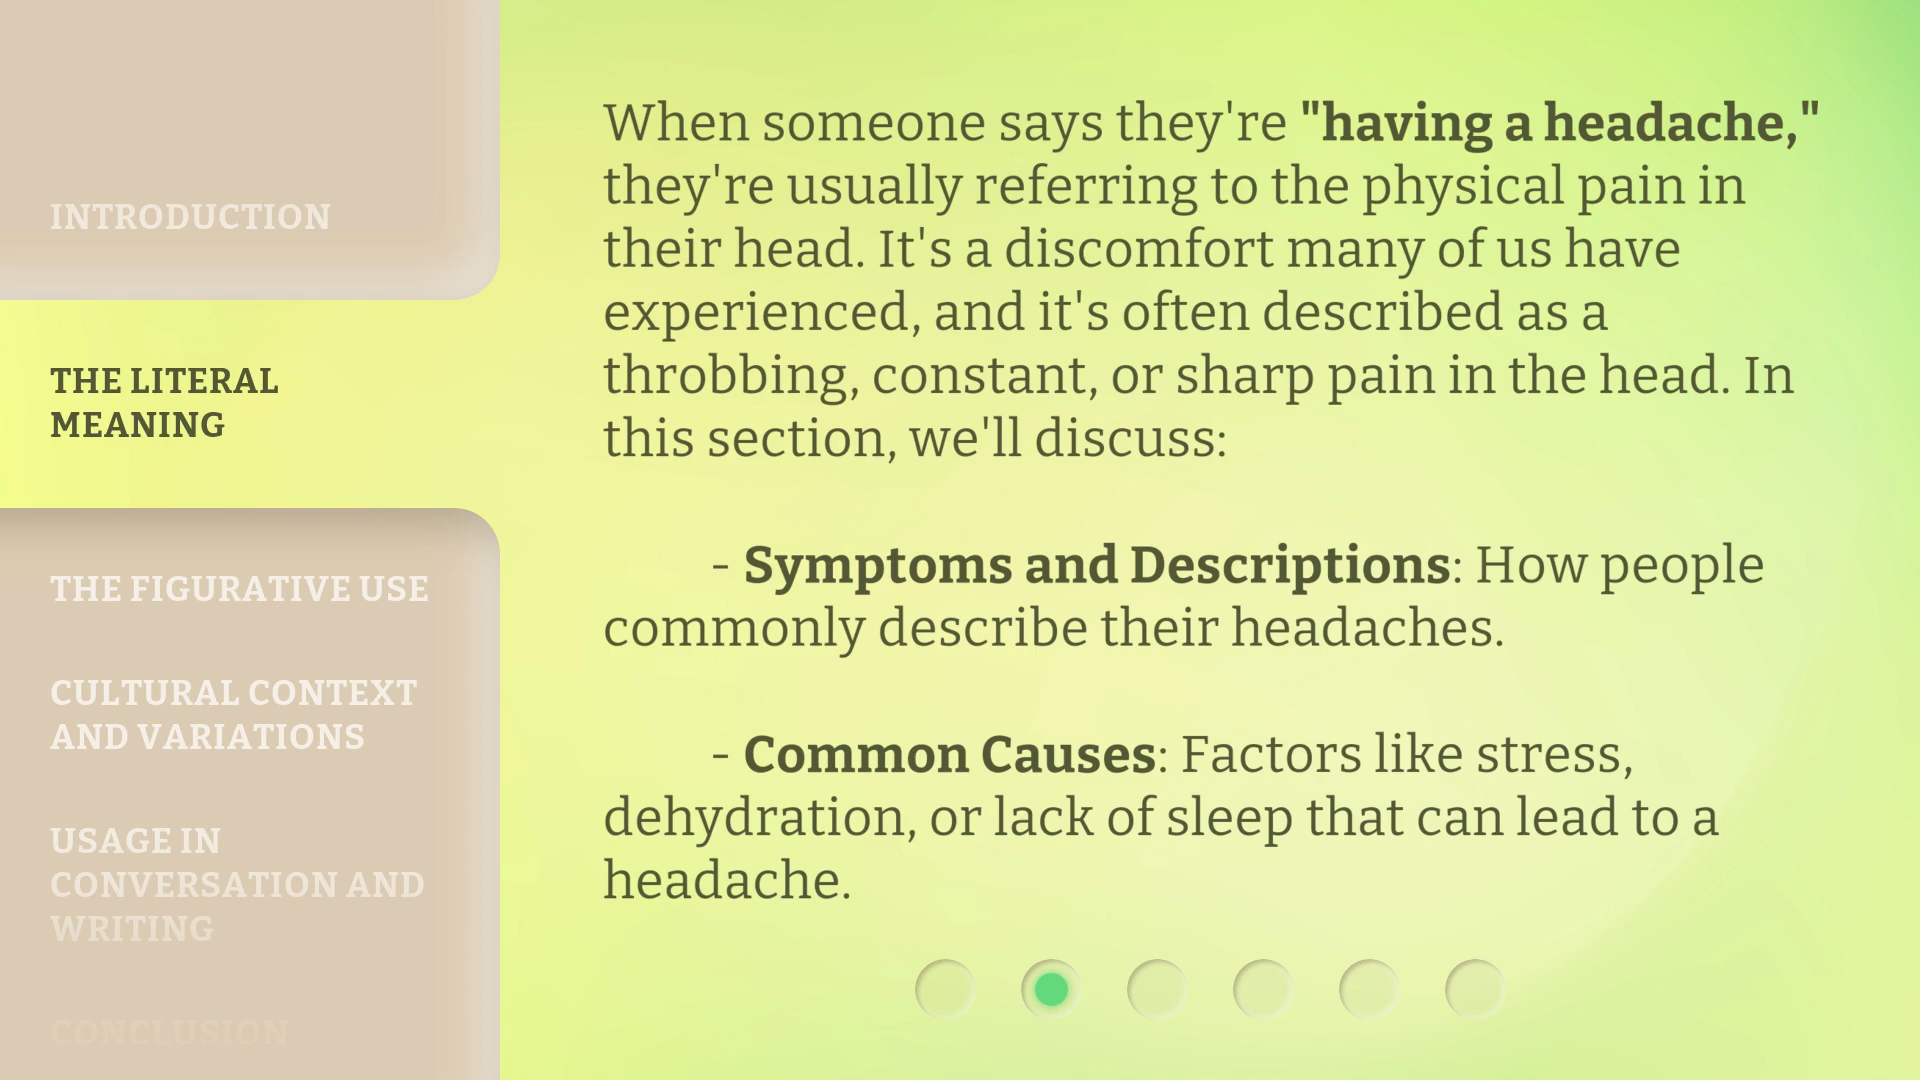 INTRODUCTION
THE LITERAL
MEANING
THE FIGURATIVE USE
CULTURAL CONTEXT
AND VARIATIONS
USAGE IN
CONVERSATION AND
WRITING
CONCLUSION
When someone says they're "having a headache,"
they're usually referring to the physical pain in
their head. It's a discomfort many of us have
experienced, and it's often described as a
throbbing, constant, or sharp pain in the head. In
this section, we'll discuss:
- Symptoms and Descriptions: How people
commonly describe their headaches.
- Common Causes: Factors like stress,
dehydration, or lack of sleep that can lead to a
headache.